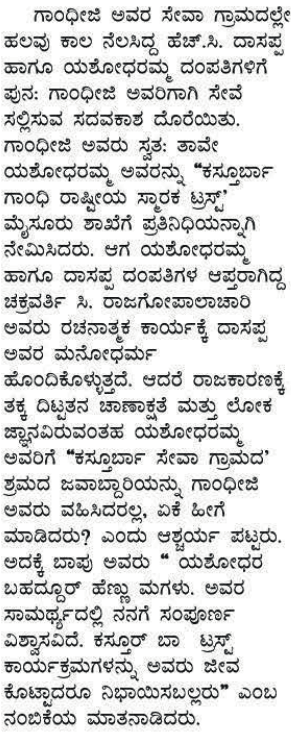 ಗಾಂಧೀಜಿ ಅವರ ಸೇವಾ ಗ್ರಾಮದಲ್ಲೇ
ಹಲವು ಕಾಲ ನೆಲಸಿದ್ದ ಹೆಚ್.ಸಿ. ದಾಸಪ್ಪ
ಹಾಗೂ ಯಶೋಧರಮ್ಮ ದಂಪತಿಗಳಿಗೆ
ಪುನಃ ಗಾಂಧೀಜಿ ಅವರಿಗಾಗಿ ಸೇವೆ
ಸಲ್ಲಿಸುವ ಸದವಕಾಶ ದೊರೆಯಿತು.
ಗಾಂಧೀಜಿ ಅವರು ಸ್ವತಃ ತಾವೇ
ಯಶೋಧರಮ್ಮ ಅವರನ್ನು “ಕಸ್ತೂರ್ಬಾ
ಗಾಂಧಿ ರಾಷ್ಟ್ರೀಯ ಸ್ಮಾರಕ ಟ್ರಸ್ಟ್’
ಮೈಸೂರು ಶಾಖೆಗೆ ಪ್ರತಿನಿಧಿಯನ್ನಾಗಿ
ನೇಮಿಸಿದರು. ಆಗ ಯಶೋಧರಮ್ಮ
ಹಾಗೂ ದಾಸಪ್ಪ ದಂಪತಿಗಳ ಆಪ್ತರಾಗಿದ್ದ
ಚಕ್ರವರ್ತಿ ಸಿ. ರಾಜಗೋಪಾಲಾಚಾರಿ
ಅವರು ರಚನಾತ್ಮಕ ಕಾರ್ಯಕ್ಕೆ ದಾಸಪ್ಪ
ಅವರ ಮನೋಧರ್ಮ
ಹೊಂದಿಕೊಳ್ಳುತ್ತದೆ. ಆದರೆ ರಾಜಕಾರಣಕ್ಕೆ
ತಕ್ಕ ದಿಟ್ಟತನ ಚಾಣಾಕ್ಷತೆ ಮತ್ತು ಲೋಕ
ಜ್ಞಾನವಿರುವಂತಹ ಯಶೋಧರಮ್ಮ
ಅವರಿಗೆ “ಕಸ್ತೂರ್ಬಾ ಸೇವಾ ಗ್ರಾಮದ’
ಶ್ರಮದ ಜವಾಬ್ದಾರಿಯನ್ನು ಗಾಂಧೀಜಿ
ಅವರು ವಹಿಸಿದರಲ್ಲ, ಏಕೆ ಹೀಗೆ
ಮಾಡಿದರು? ಎಂದು ಆಶ್ಚರ್ಯ ಪಟ್ಟರು.
ಅದಕ್ಕೆ ಬಾಪು ಅವರು “ ಯಶೋಧರ
ಬಹದ್ದೂರ್ ಹೆಣ್ಣು ಮಗಳು. ಅವರ
ಸಾಮರ್ಥ್ಯದಲ್ಲಿ ನನಗೆ ಸಂಪೂರ್ಣ
ವಿಶ್ವಾಸವಿದೆ. ಕಸ್ತೂರ್ ಬಾ ಟ್ರಸ್ಟ್
ಕಾರ್ಯಕ್ರಮಗಳನ್ನು ಅವರು ಜೀವ
ಕೊಟ್ಟಾದರೂ ನಿಭಾಯಿಸಬಲ್ಲರು” ಎಂಬ
ನಂಬಿಕೆಯ ಮಾತನಾಡಿದರು.